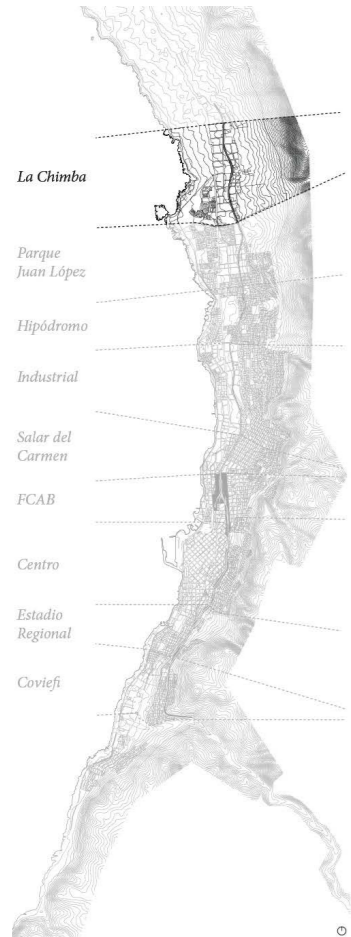 La Chimba
Parque
Juan López
Hipódromo
Industrial
Salar del
Carmen
FCAB
Centro
Estadio
Regional
Coviefi